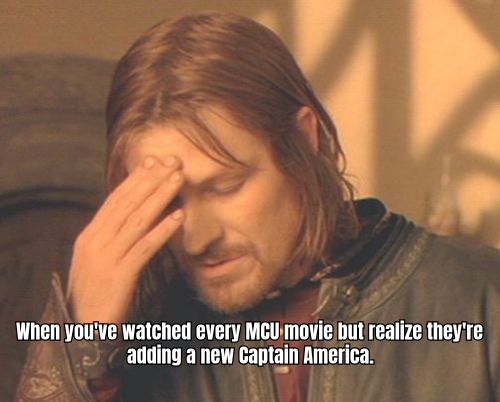 When you've watched every MCU movie but realize they're
adding a new Captain America.